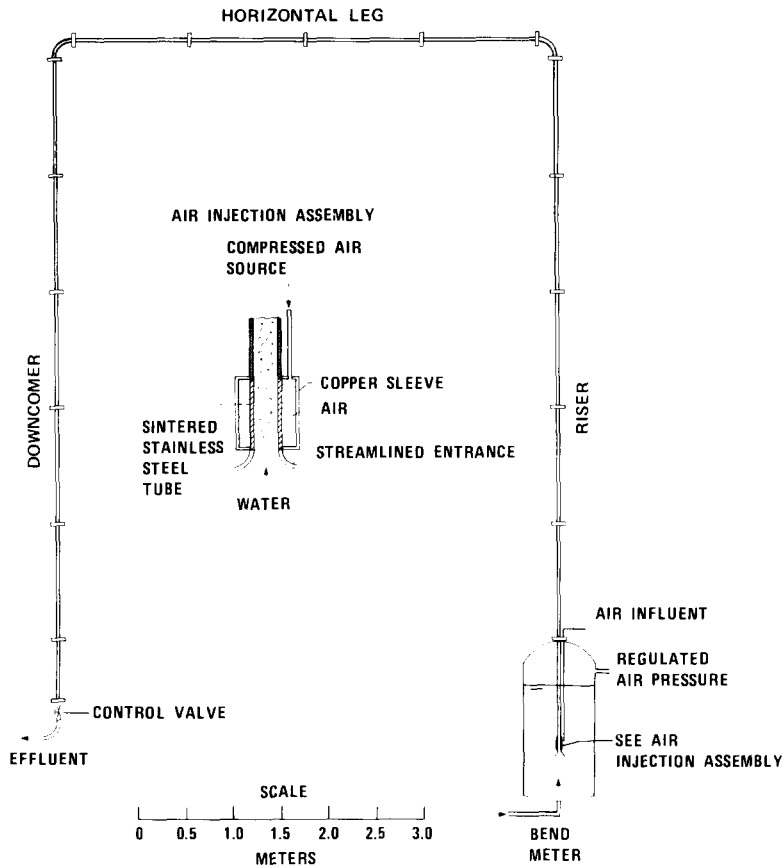 HORIZONTAL LEG
AIR INJECTION ASSEMBLY
COMPRESSED AIR
SOURCE
COPPER SLEEVE
AIR
SINTERED
STAINLESS
STEEL
TUBE
STREAMLINED ENTRANCE
WATER
DOWNCOMER
RISER
AIR INFLUENT
REGULATED
AIR PRESSURE
CONTROL VALVE
EFFLUENT
SEE AIR
INJECTION ASSEMBLY
SCALE
0 0.5 1.0 1.5 2.0 2.4 3.0
METERS
BEND
METER